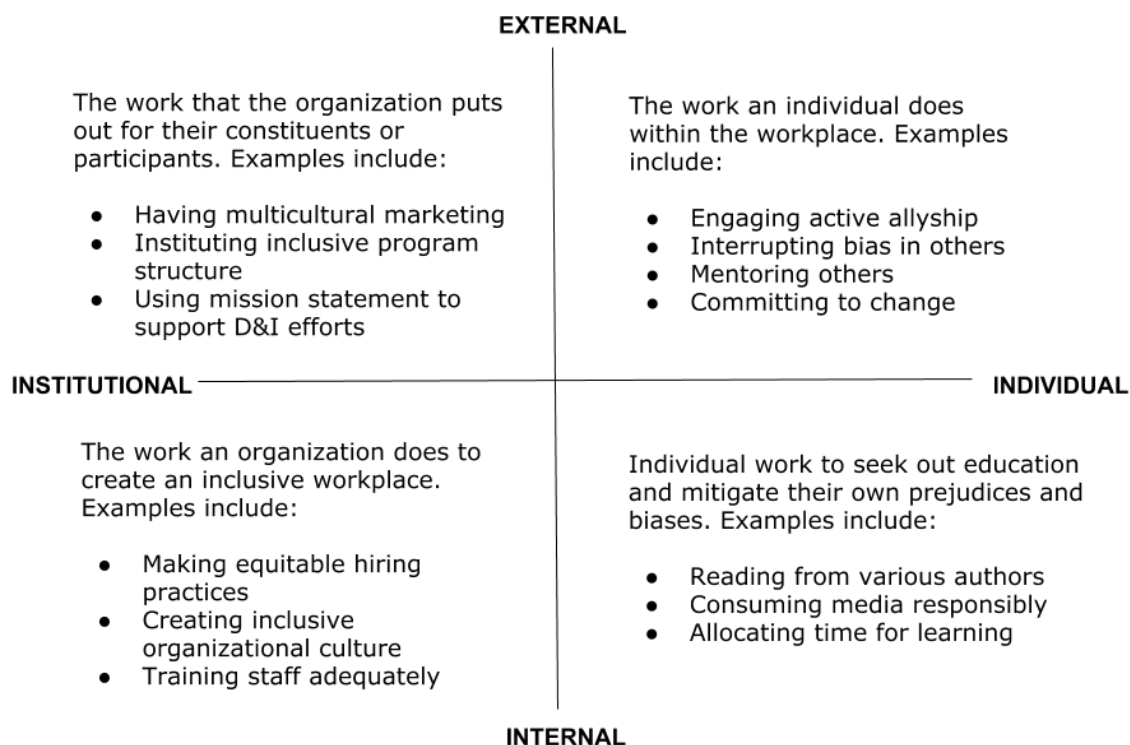 EXTERNAL
The work that the organization puts
out for their constituents or
participants. Examples include:
● Having multicultural marketing
● Instituting inclusive program
structure
● Using mission statement to
support D&I efforts
The work an individual does
within the workplace. Examples
include:
● Engaging active allyship
● Interrupting bias in others
● Mentoring others
● Committing to change
INSTITUTIONAL
INDIVIDUAL
The work an organization does to
create an inclusive workplace.
Examples include:
● Making equitable hiring
practices
● Creating inclusive
organizational culture
● Training staff adequately
Individual work to seek out education
and mitigate their own prejudices and
biases. Examples include:
● Reading from various authors
● Consuming media responsibly
● Allocating time for learning
INTERNAL